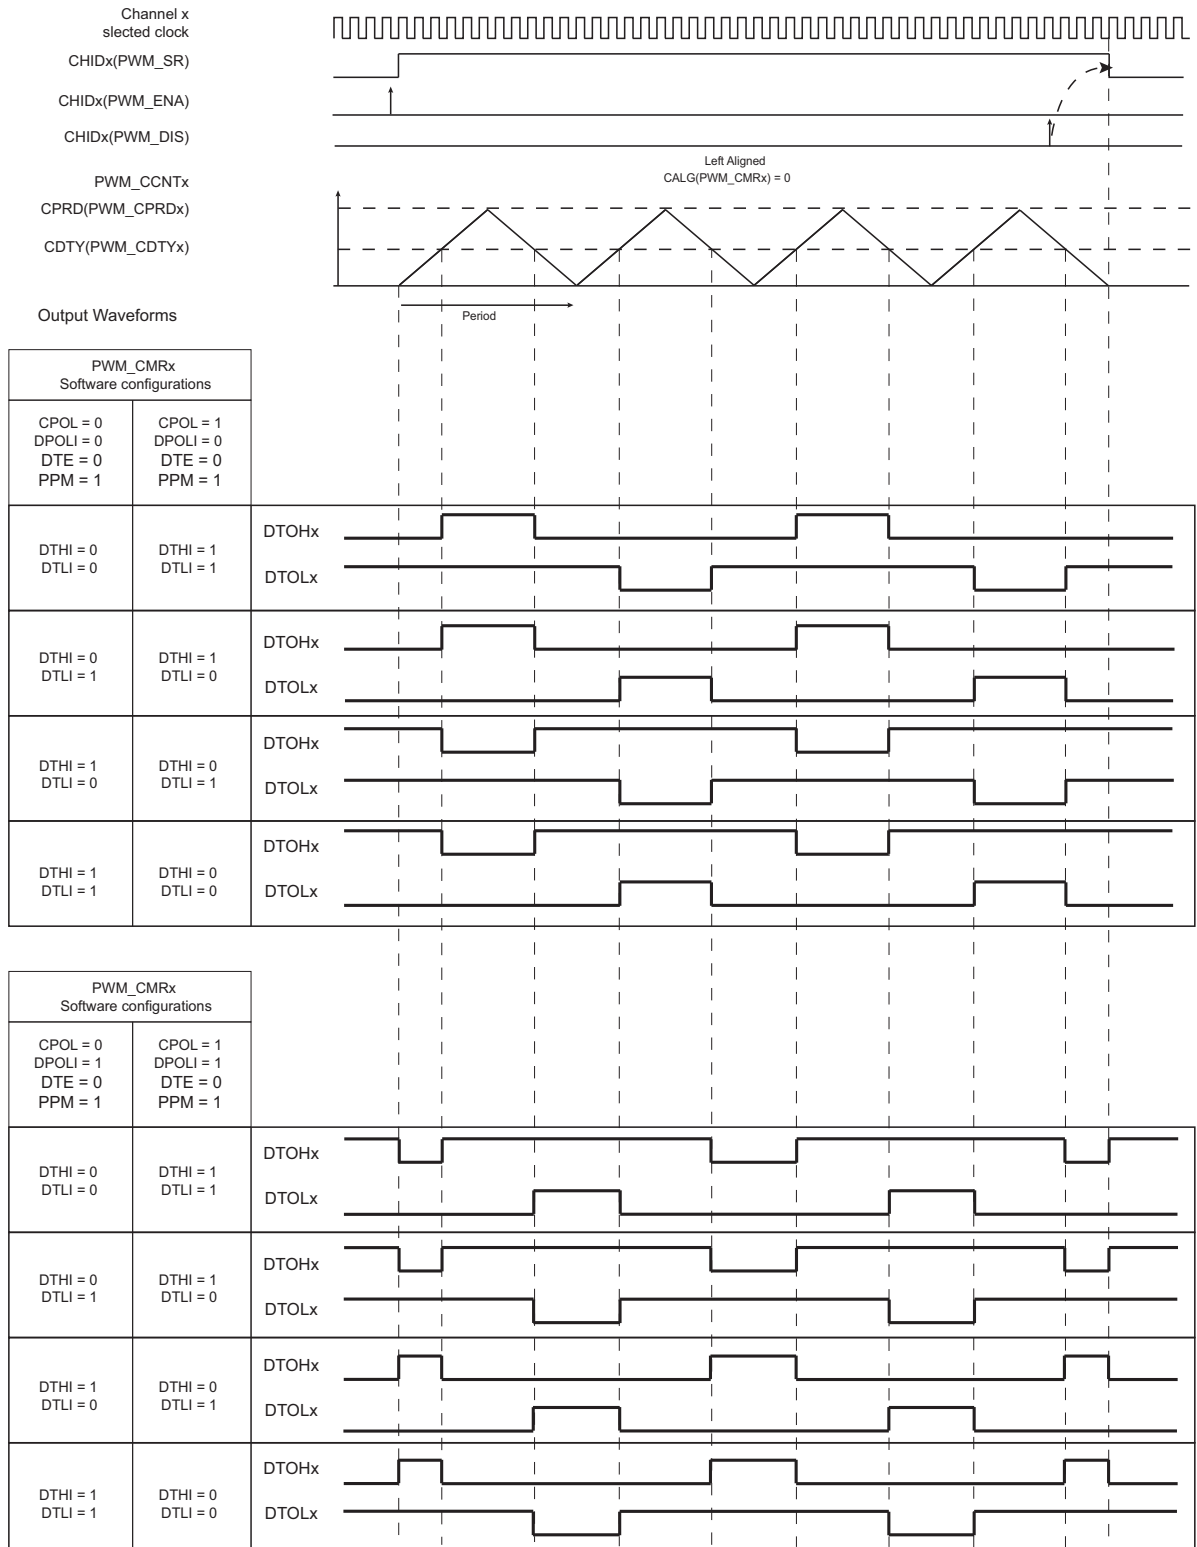 Channel x
slected clock
CHIDx(PWM_SR)
CHIDx(PWM_ENA)
CHIDx(PWM_DIS)
Left Aligned
CALG(PWM_CMRx) = 0
PWM_CCNTx
CPRD(PWM_CPRDx)
CDTY(PWM_CDTYx)
Period
Output Waveforms
PWM_CMRx
Software configurations
CPOL = 0
DPOLI = 0
DTE = 0
PPM = 1
CPOL = 1
DPOLI = 0
DTE = 0
PPM = 1
DTHI = 0
DTLI = 0
DTHI = 1
DTLI = 1
DTOHx
DTOLx
DTHI = 0
DTLI = 1
DTHI = 1
DTLI = 0
DTOHx
DTOLx
DTHI = 1
DTLI = 0
DTHI = 0
DTLI = 1
DTOHx
DTOLx
DTHI = 1
DTLI = 1
DTHI = 0
DTLI = 0
DTOHx
DTOLx
PWM_CMRx
Software configurations
CPOL = 0
DPOLI = 1
DTE = 0
PPM = 1
CPOL = 1
DPOLI = 1
DTE = 0
PPM = 1
DTHI = 0
DTLI = 0
DTHI = 1
DTLI = 1
DTOHx
DTOLx
DTHI = 0
DTLI = 1
DTHI = 1
DTLI = 0
DTOHx
DTOLx
DTHI = 1
DTLI = 0
DTHI = 0
DTLI = 1
DTOHx
DTOLx
DTHI = 1
DTLI = 1
DTHI = 0
DTLI = 0
DTOHx
DTOLx